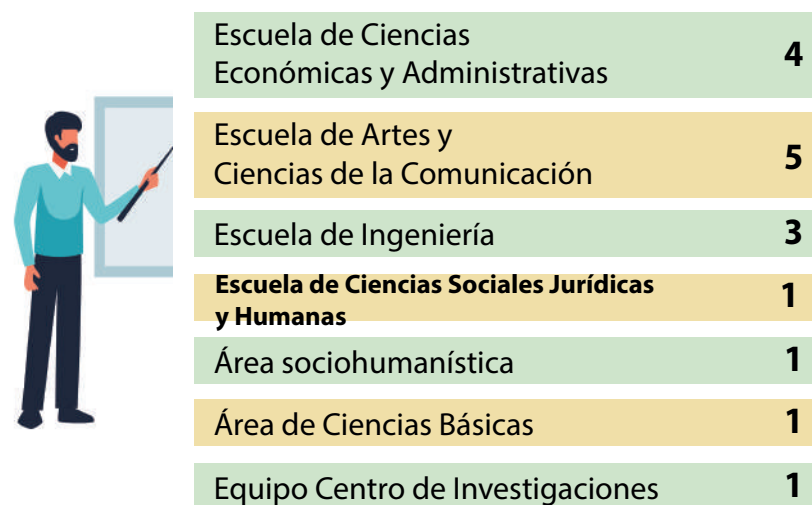 Escuela de Ciencias
Económicas y Administrativas 4
Escuela de Artes y
Ciencias de la Comunicación 5
Escuela de Ingeniería 3
Escuela de Ciencias Sociales Jurídicas
y Humanas 1
Área sociohumanística 1
Área de Ciencias Básicas 1
Equipo Centro de Investigaciones 1